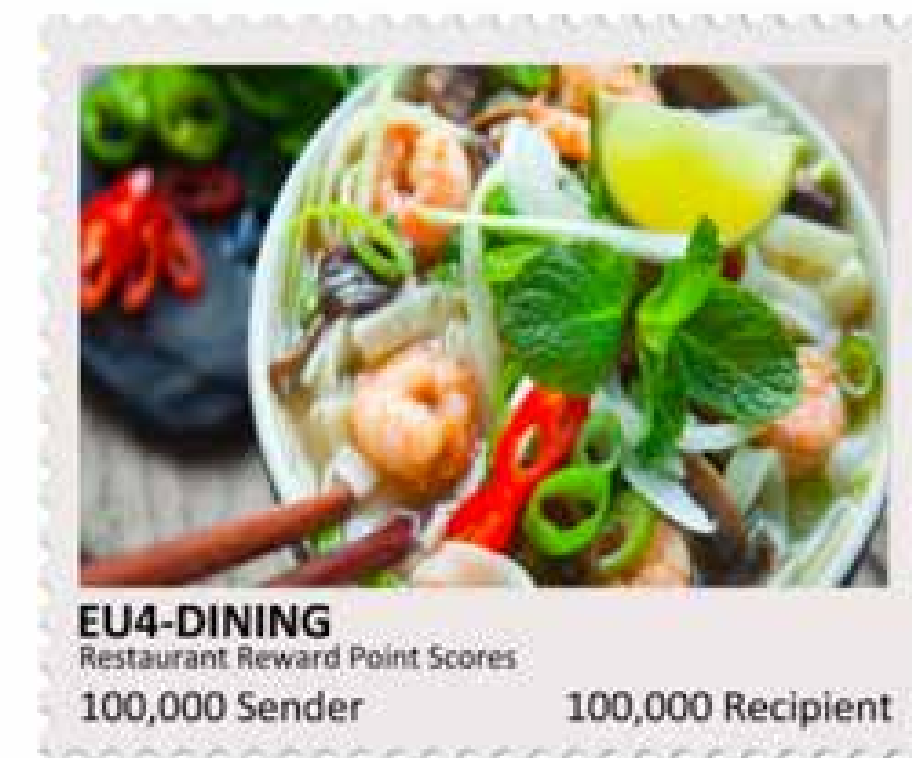 EU4-DINING
Restaurant Reward Point Scores
100,000 Sender 100,000 Recipient